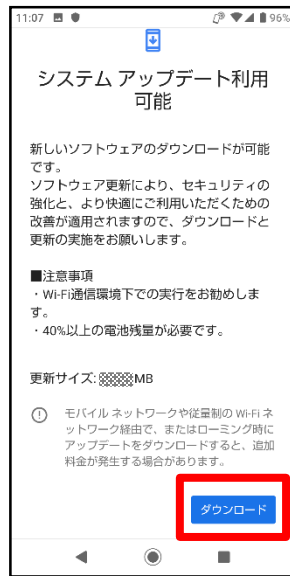 11:07 96%
システム アップデート利用
可能
新しいソフトウェアのダウンロードが可能
です。
ソフトウェア更新により、セキュリティの
強化と、より快適にご利用いただくための
改善が適用されますので、ダウンロードと
更新の実施をお願いします。
■注意事項
・Wi-Fi通信環境下での実行をお勧めしま
す。
・40%以上の電池残量が必要です。
更新サイズ: MB
モバイル ネットワークや従量制の Wi-Fi ネ
ットワーク経由で、またはローミング時に
アップデートをダウンロードすると、追加
料金が発生する場合があります。
ダウンロード